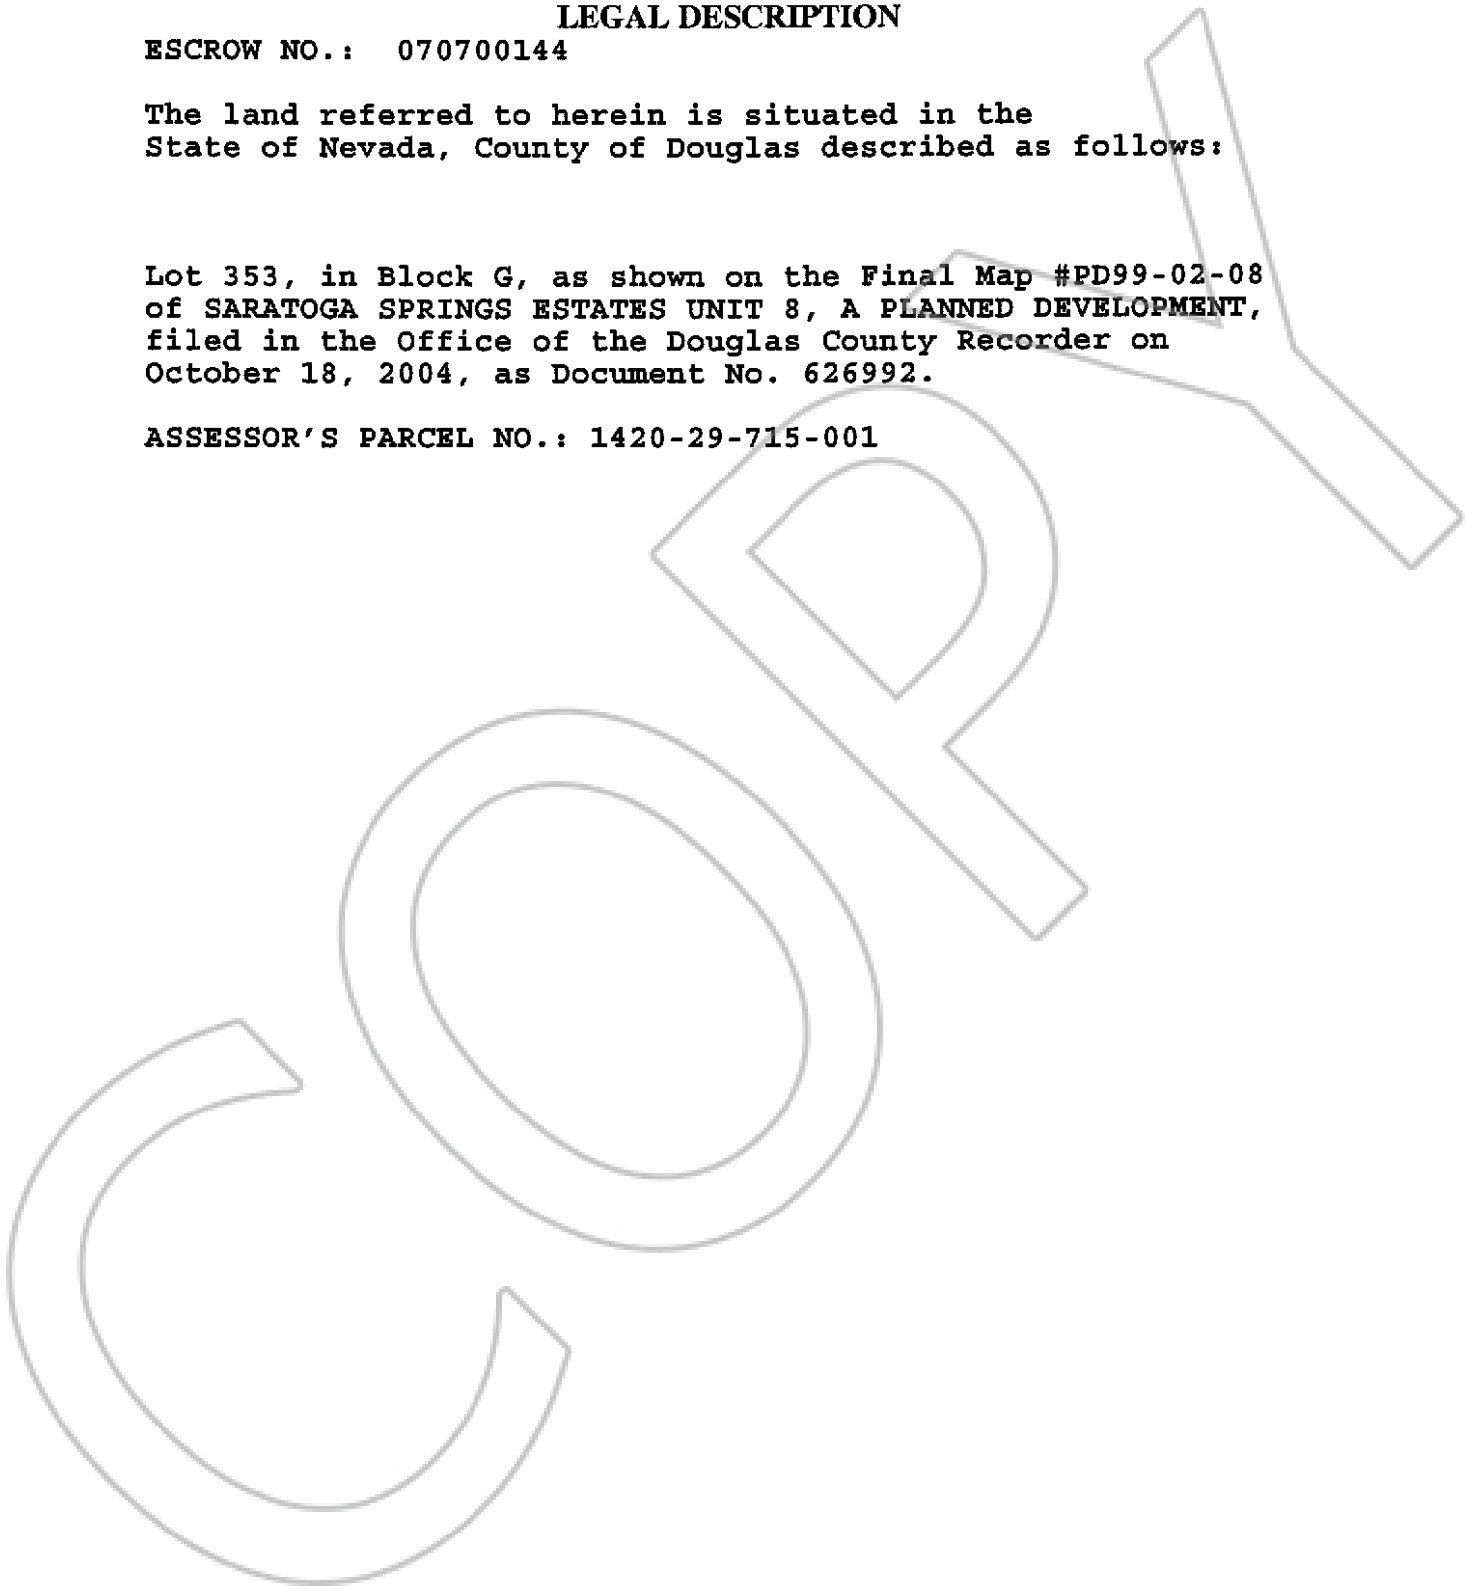 LEGAL DESCRIPTION
ESCROW NO.: 070700144
The land referred to herein is situated in the
State of Nevada, County of Douglas described as follows:
Lot 353, in Block G, as shown on the Final Map #PD99-02-08
of SARATOGA SPRINGS ESTATES UNIT 8, A PLANNED DEVELOPMENT,
filed in the Office of the Douglas County Recorder on
October 18, 2004, as Document No. 626992.
ASSESSOR'S PARCEL NO.: 1420-29-715-001
COPY